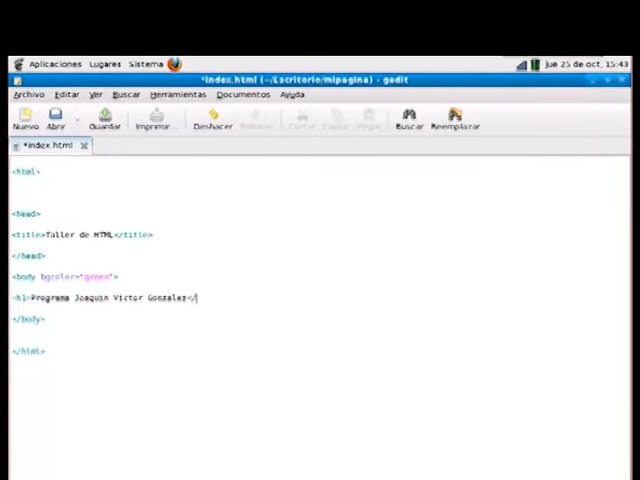 Aplicaciones Lugares Sistema jue 25 de oct, 15:43
*index.html (~/Escritorio/mipagina) - gedit
Archivo Editar Ver Buscar Herramientas Documentos Ayuda
Nuevo Abrir Guardar Imprimir... Deshacer Rehacer Cortar Copiar Pegar Buscar Reemplazar
*index.html
<html>
<head>
<title>Taller de HTML</title>
</head>
<body bgcolor="green">
<h1>Programa Joaquin Victor Gonzalez</
</body>
</html>